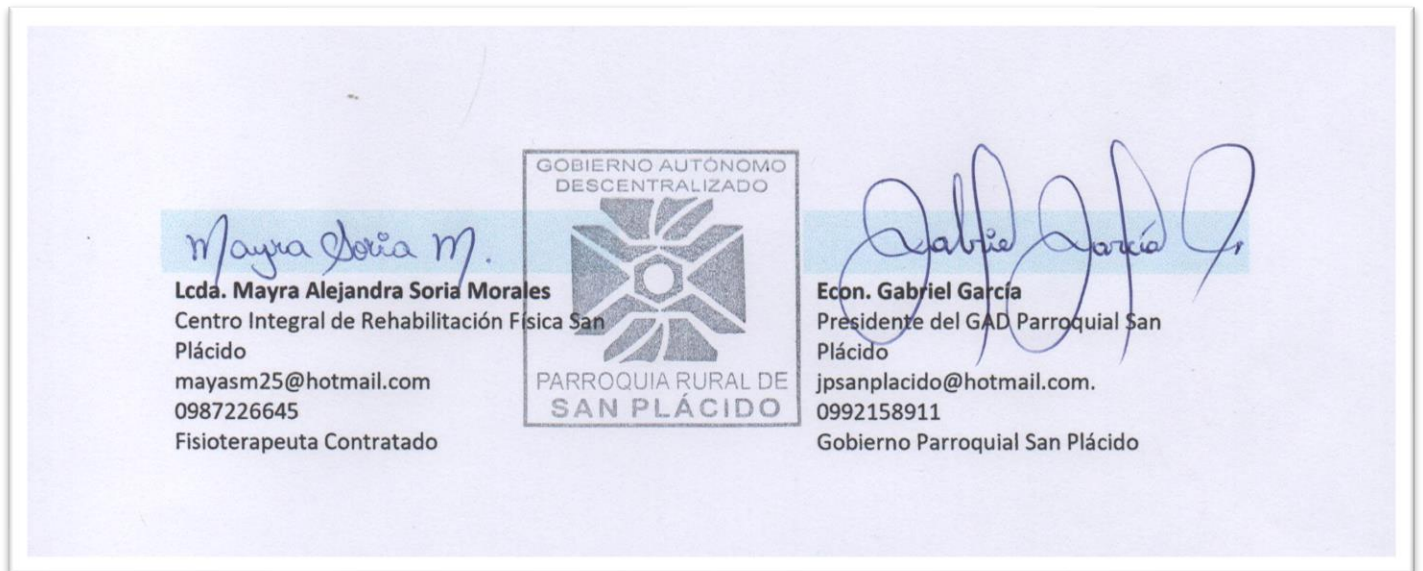 Mayra Soria M.
Lcda. Mayra Alejandra Soria Morales
Centro Integral de Rehabilitación Física San
Plácido
mayasm25@hotmail.com
0987226645
Fisioterapeuta Contratado
GOBIERNO AUTÓNOMO
DESCENTRALIZADO
PARROQUIA RURAL DE
SAN PLÁCIDO
Gabriel García
Econ. Gabriel García
Presidente del GAD Parroquial San
Plácido
jpsanplacido@hotmail.com.
0992158911
Gobierno Parroquial San Plácido